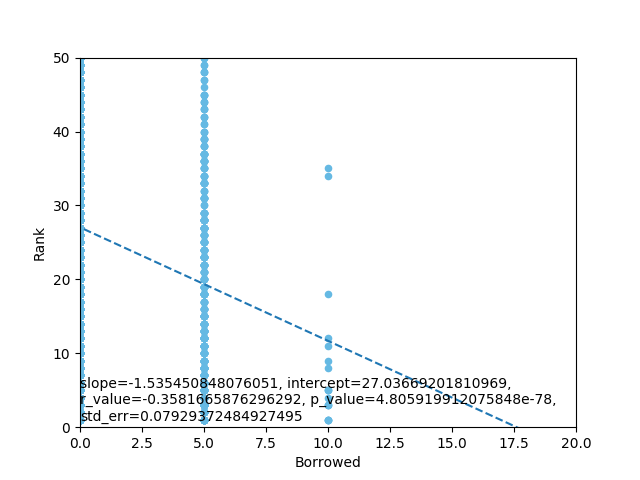 50
40
30
20
10
0
Rank
slope=-1.535450848076051, intercept=27.03669201810969,
r_value=-0.3581665876296292, p_value=4.805919912075848e-78,
std_err=0.07929372484927495
0.0 2.5 5.0 7.5 10.0 12.5 15.0 17.5 20.0
Borrowed